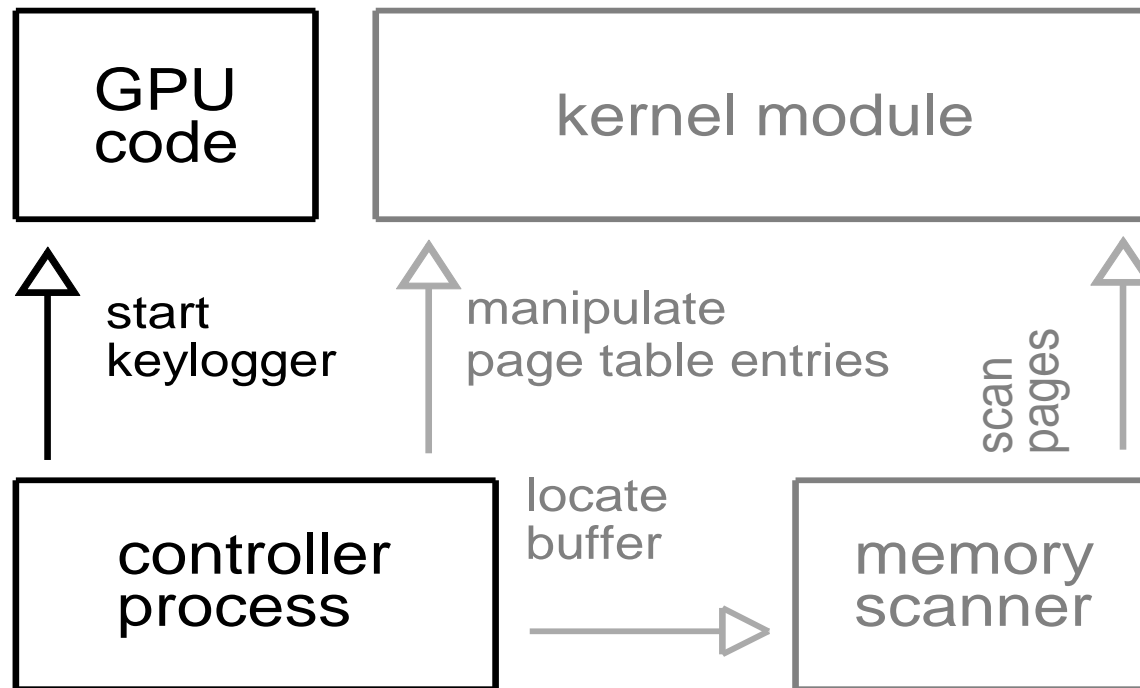 GPU
code
kernel module
start
keylogger
manipulate
page table entries
scan
pages
controller
process
locate
buffer
memory
scanner